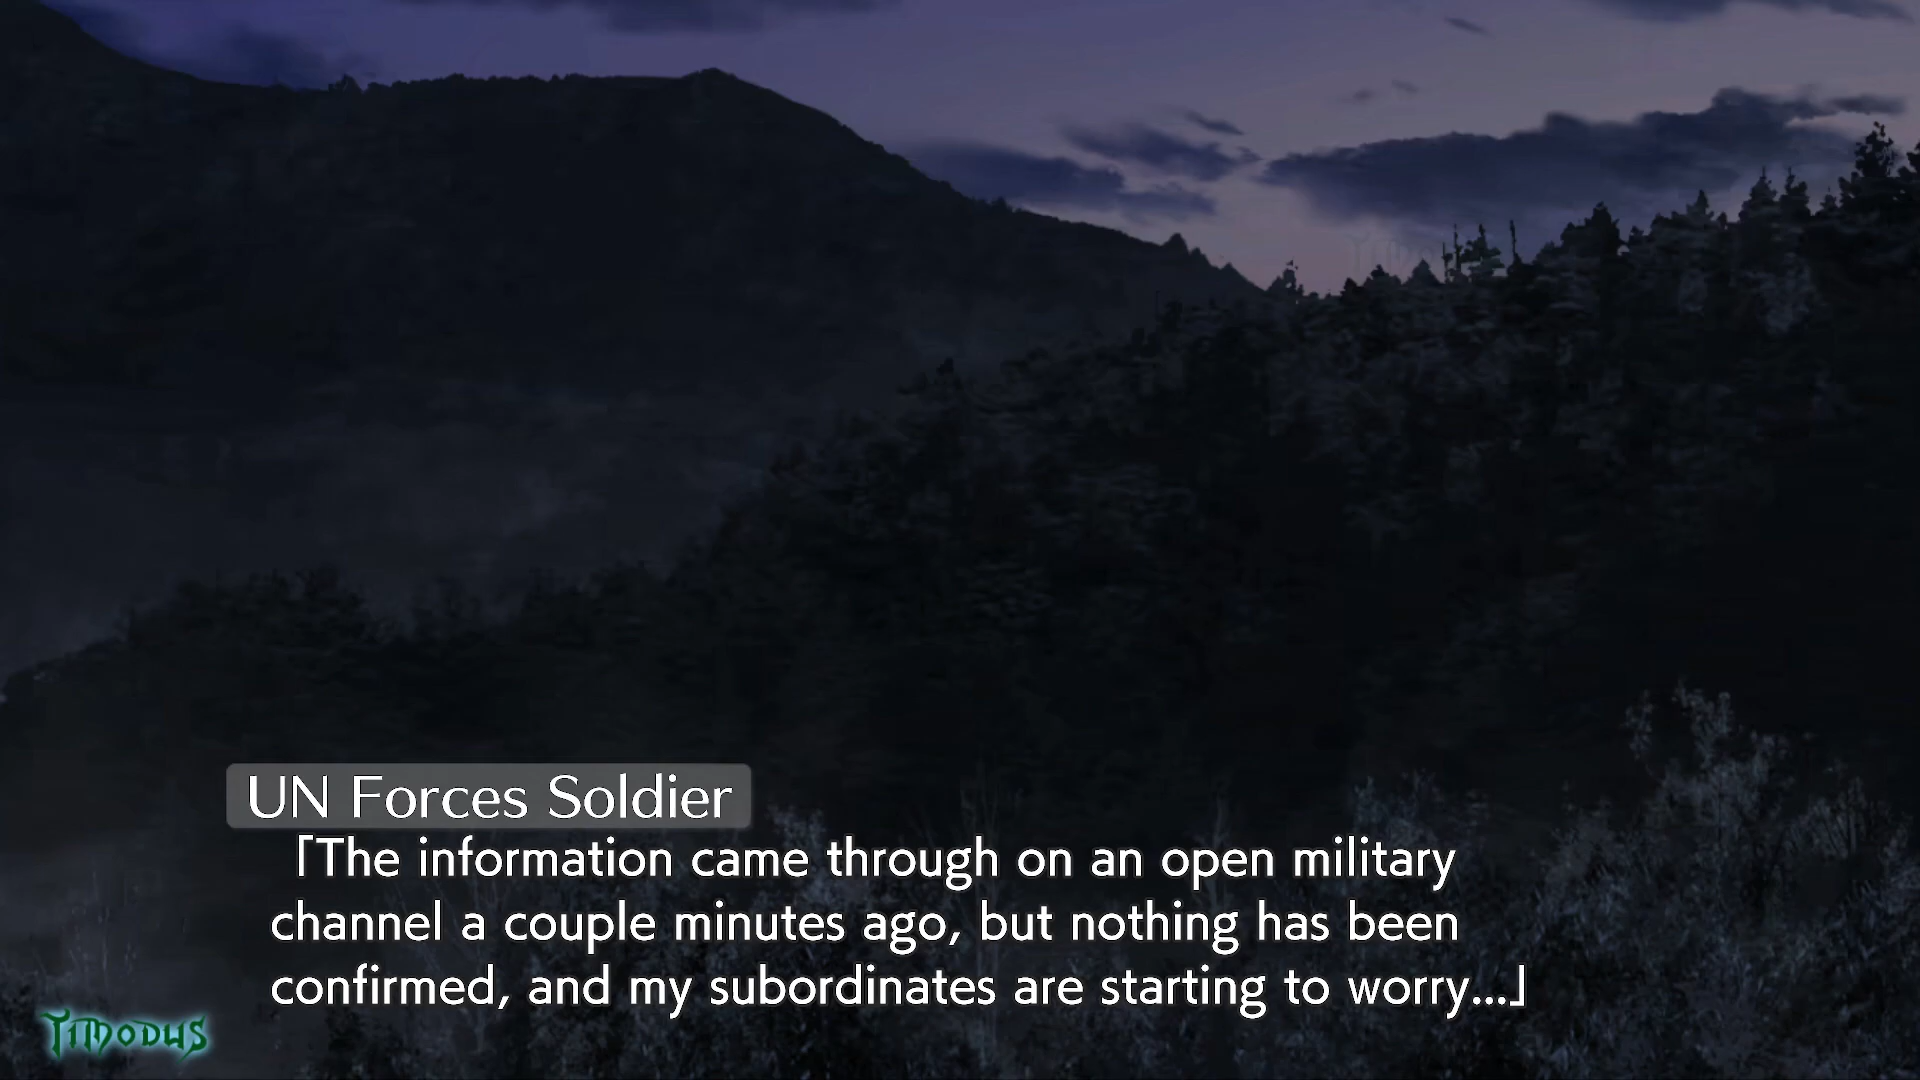 UN Forces Soldier
「The information came through on an open military
channel a couple minutes ago, but nothing has been
confirmed, and my subordinates are starting to worry...」
TIMODUS